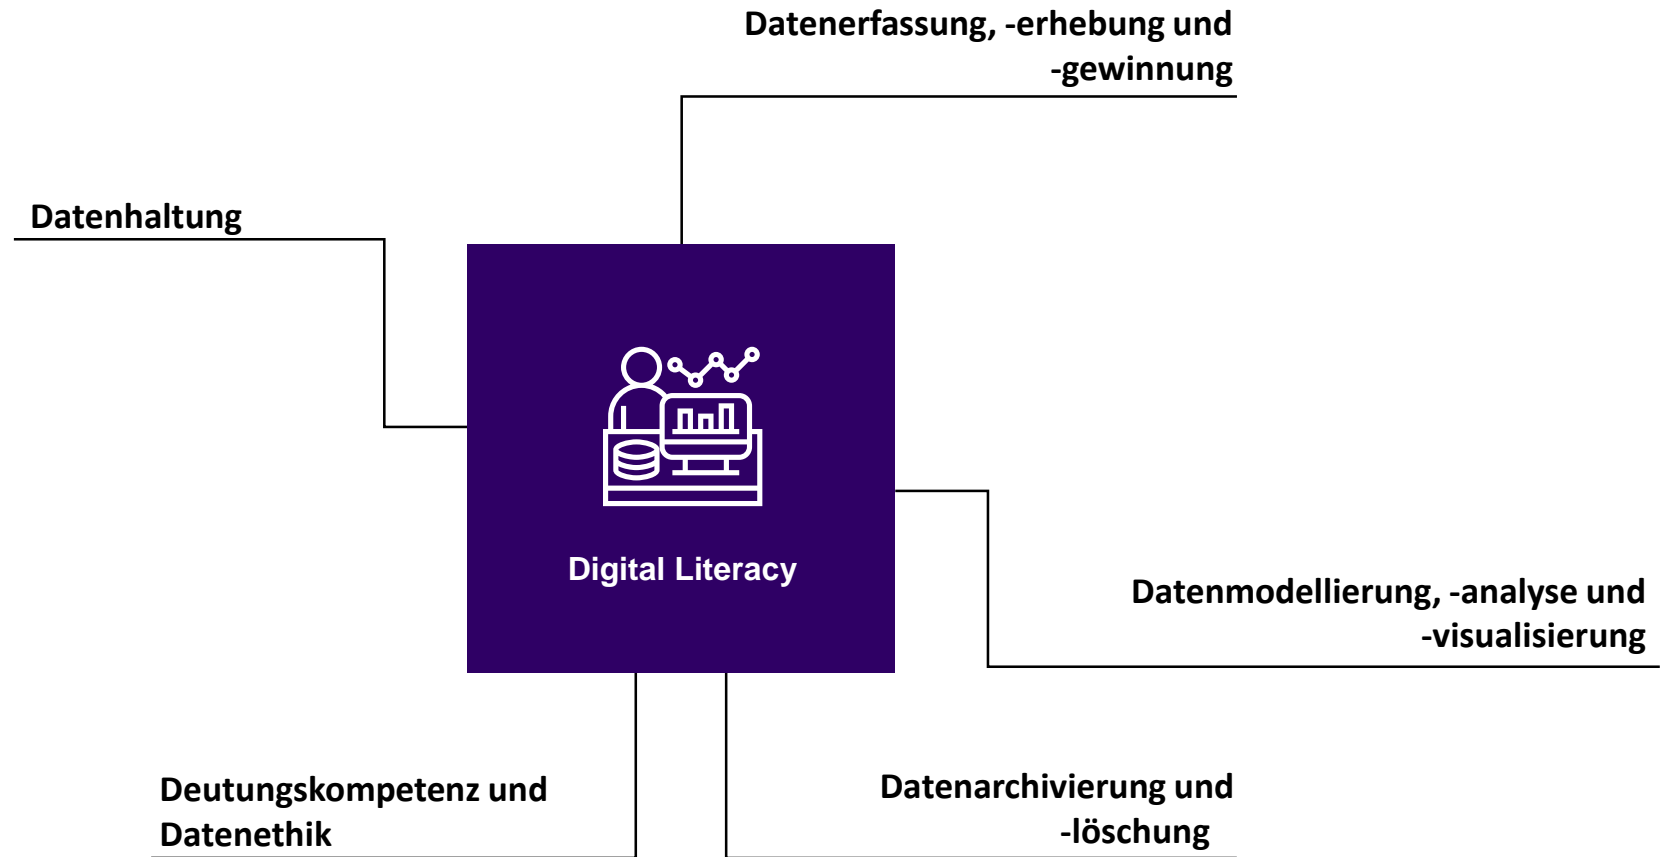 Datenerfassung, -erhebung und
-gewinnung
Datenhaltung
Digital Literacy
Datenmodellierung, -analyse und
-visualisierung
Deutungskompetenz und
Datenethik
Datenarchivierung und
-löschung